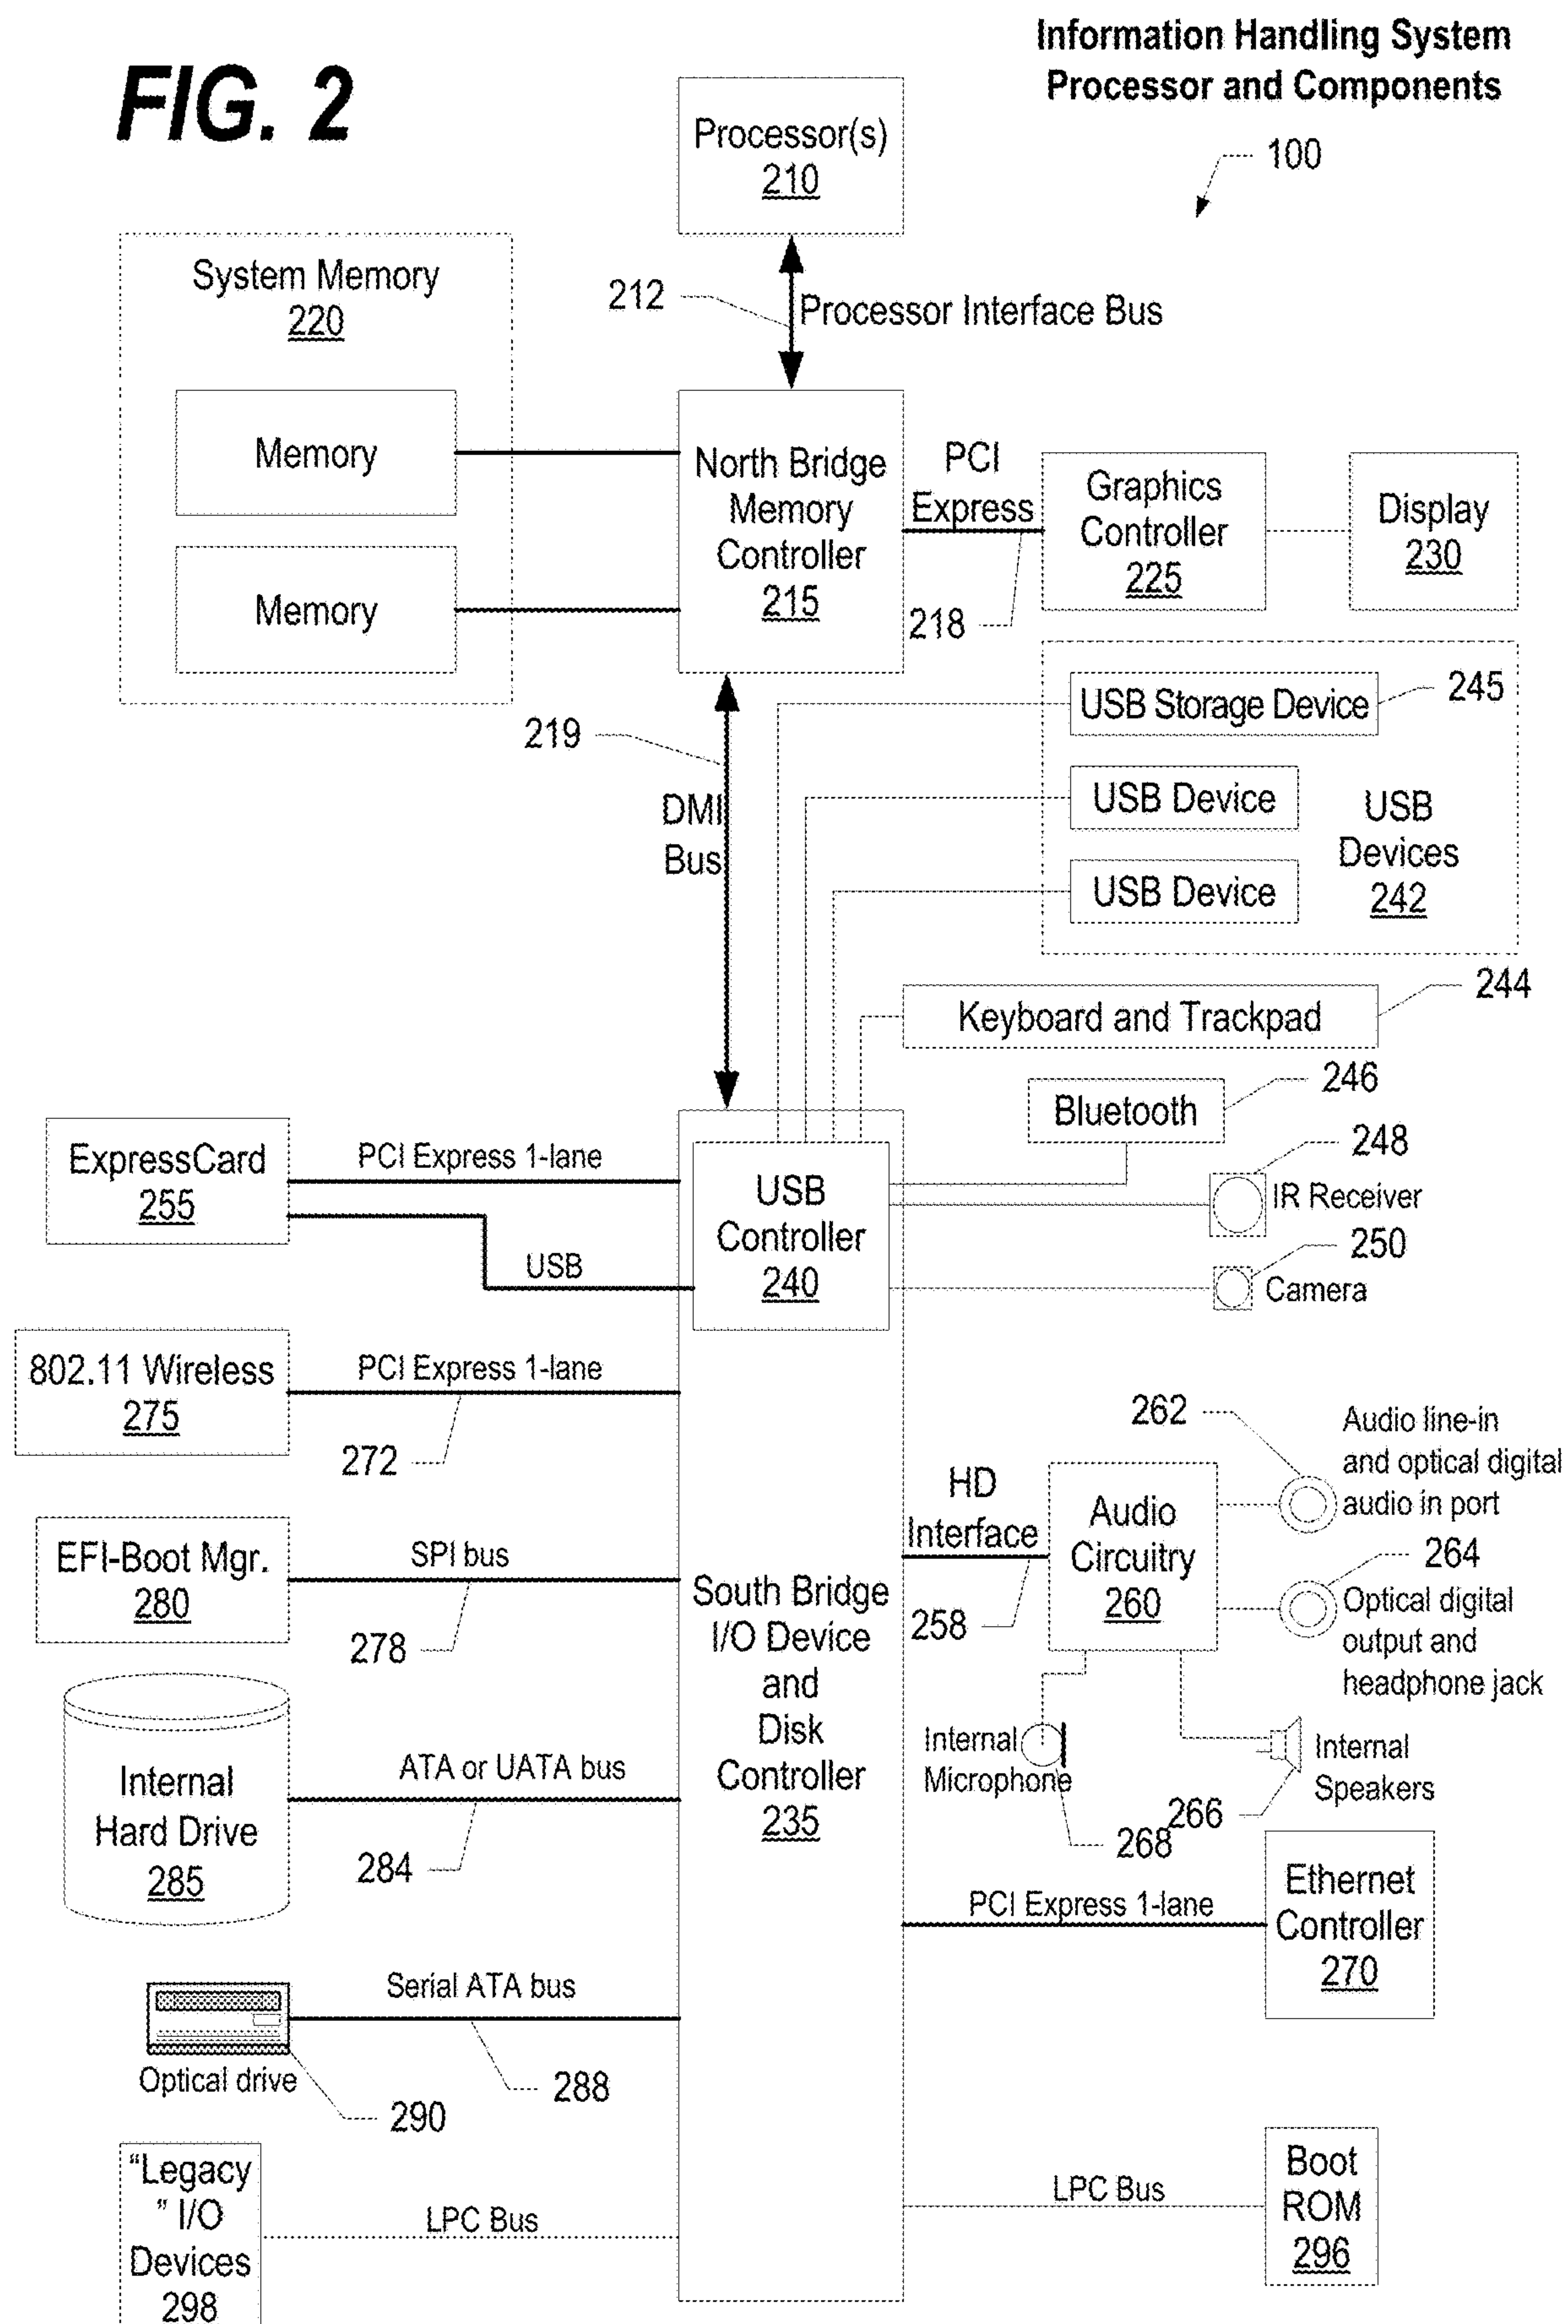 FIG. 2
Information Handling System
Processor and Components
100
Processor(s)
210
System Memory
220
212
Processor Interface Bus
Memory
Memory
North Bridge
Memory
Controller
215
PCI
Express
218
Graphics
Controller
225
Display
230
219
DMI
Bus
USB Storage Device
245
USB Device
USB Device
USB
Devices
242
Keyboard and Trackpad
244
Bluetooth
246
248
IR Receiver
250
Camera
ExpressCard
255
PCI Express 1-lane
USB
USB
Controller
240
802.11 Wireless
275
PCI Express 1-lane
272
EFI-Boot Mgr.
280
SPI bus
278
South Bridge
I/O Device
and
Disk
Controller
235
HD
Interface
258
Audio
Circuitry
260
262
Audio line-in
and optical digital
audio in port
264
Optical digital
output and
headphone jack
Internal
Microphone
268
Internal
Speakers
266
Internal
Hard Drive
285
ATA or UATA bus
284
PCI Express 1-lane
Ethernet
Controller
270
Serial ATA bus
288
Optical drive
290
“Legacy
” I/O
Devices
298
LPC Bus
LPC Bus
Boot
ROM
296